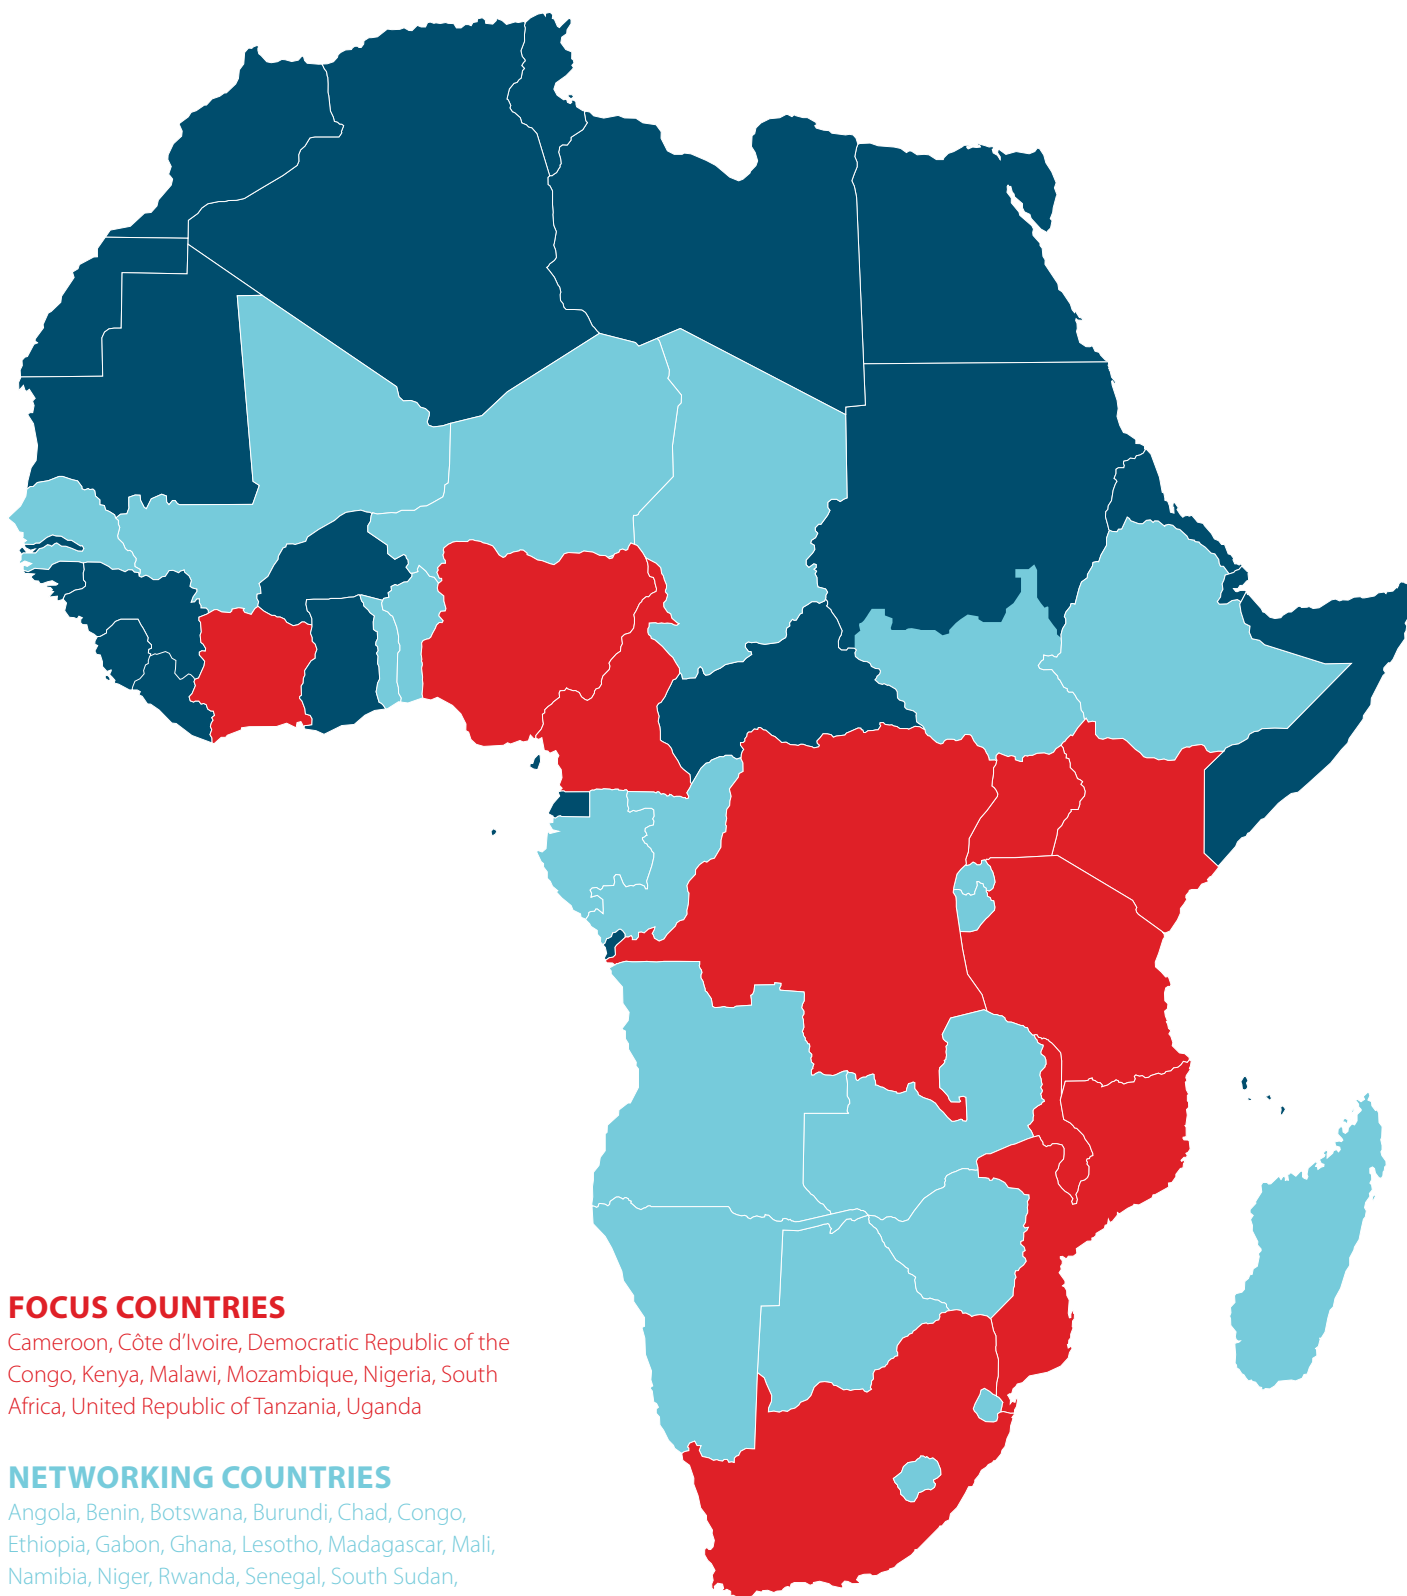 FOCUS COUNTRIES
Cameroon, Côte d’Ivoire, Democratic Republic of the
Congo, Kenya, Malawi, Mozambique, Nigeria, South
Africa, United Republic of Tanzania, Uganda
NETWORKING COUNTRIES
Angola, Benin, Botswana, Burundi, Chad, Congo,
Ethiopia, Gabon, Ghana, Lesotho, Madagascar, Mali,
Namibia, Niger, Rwanda, Senegal, South Sudan,